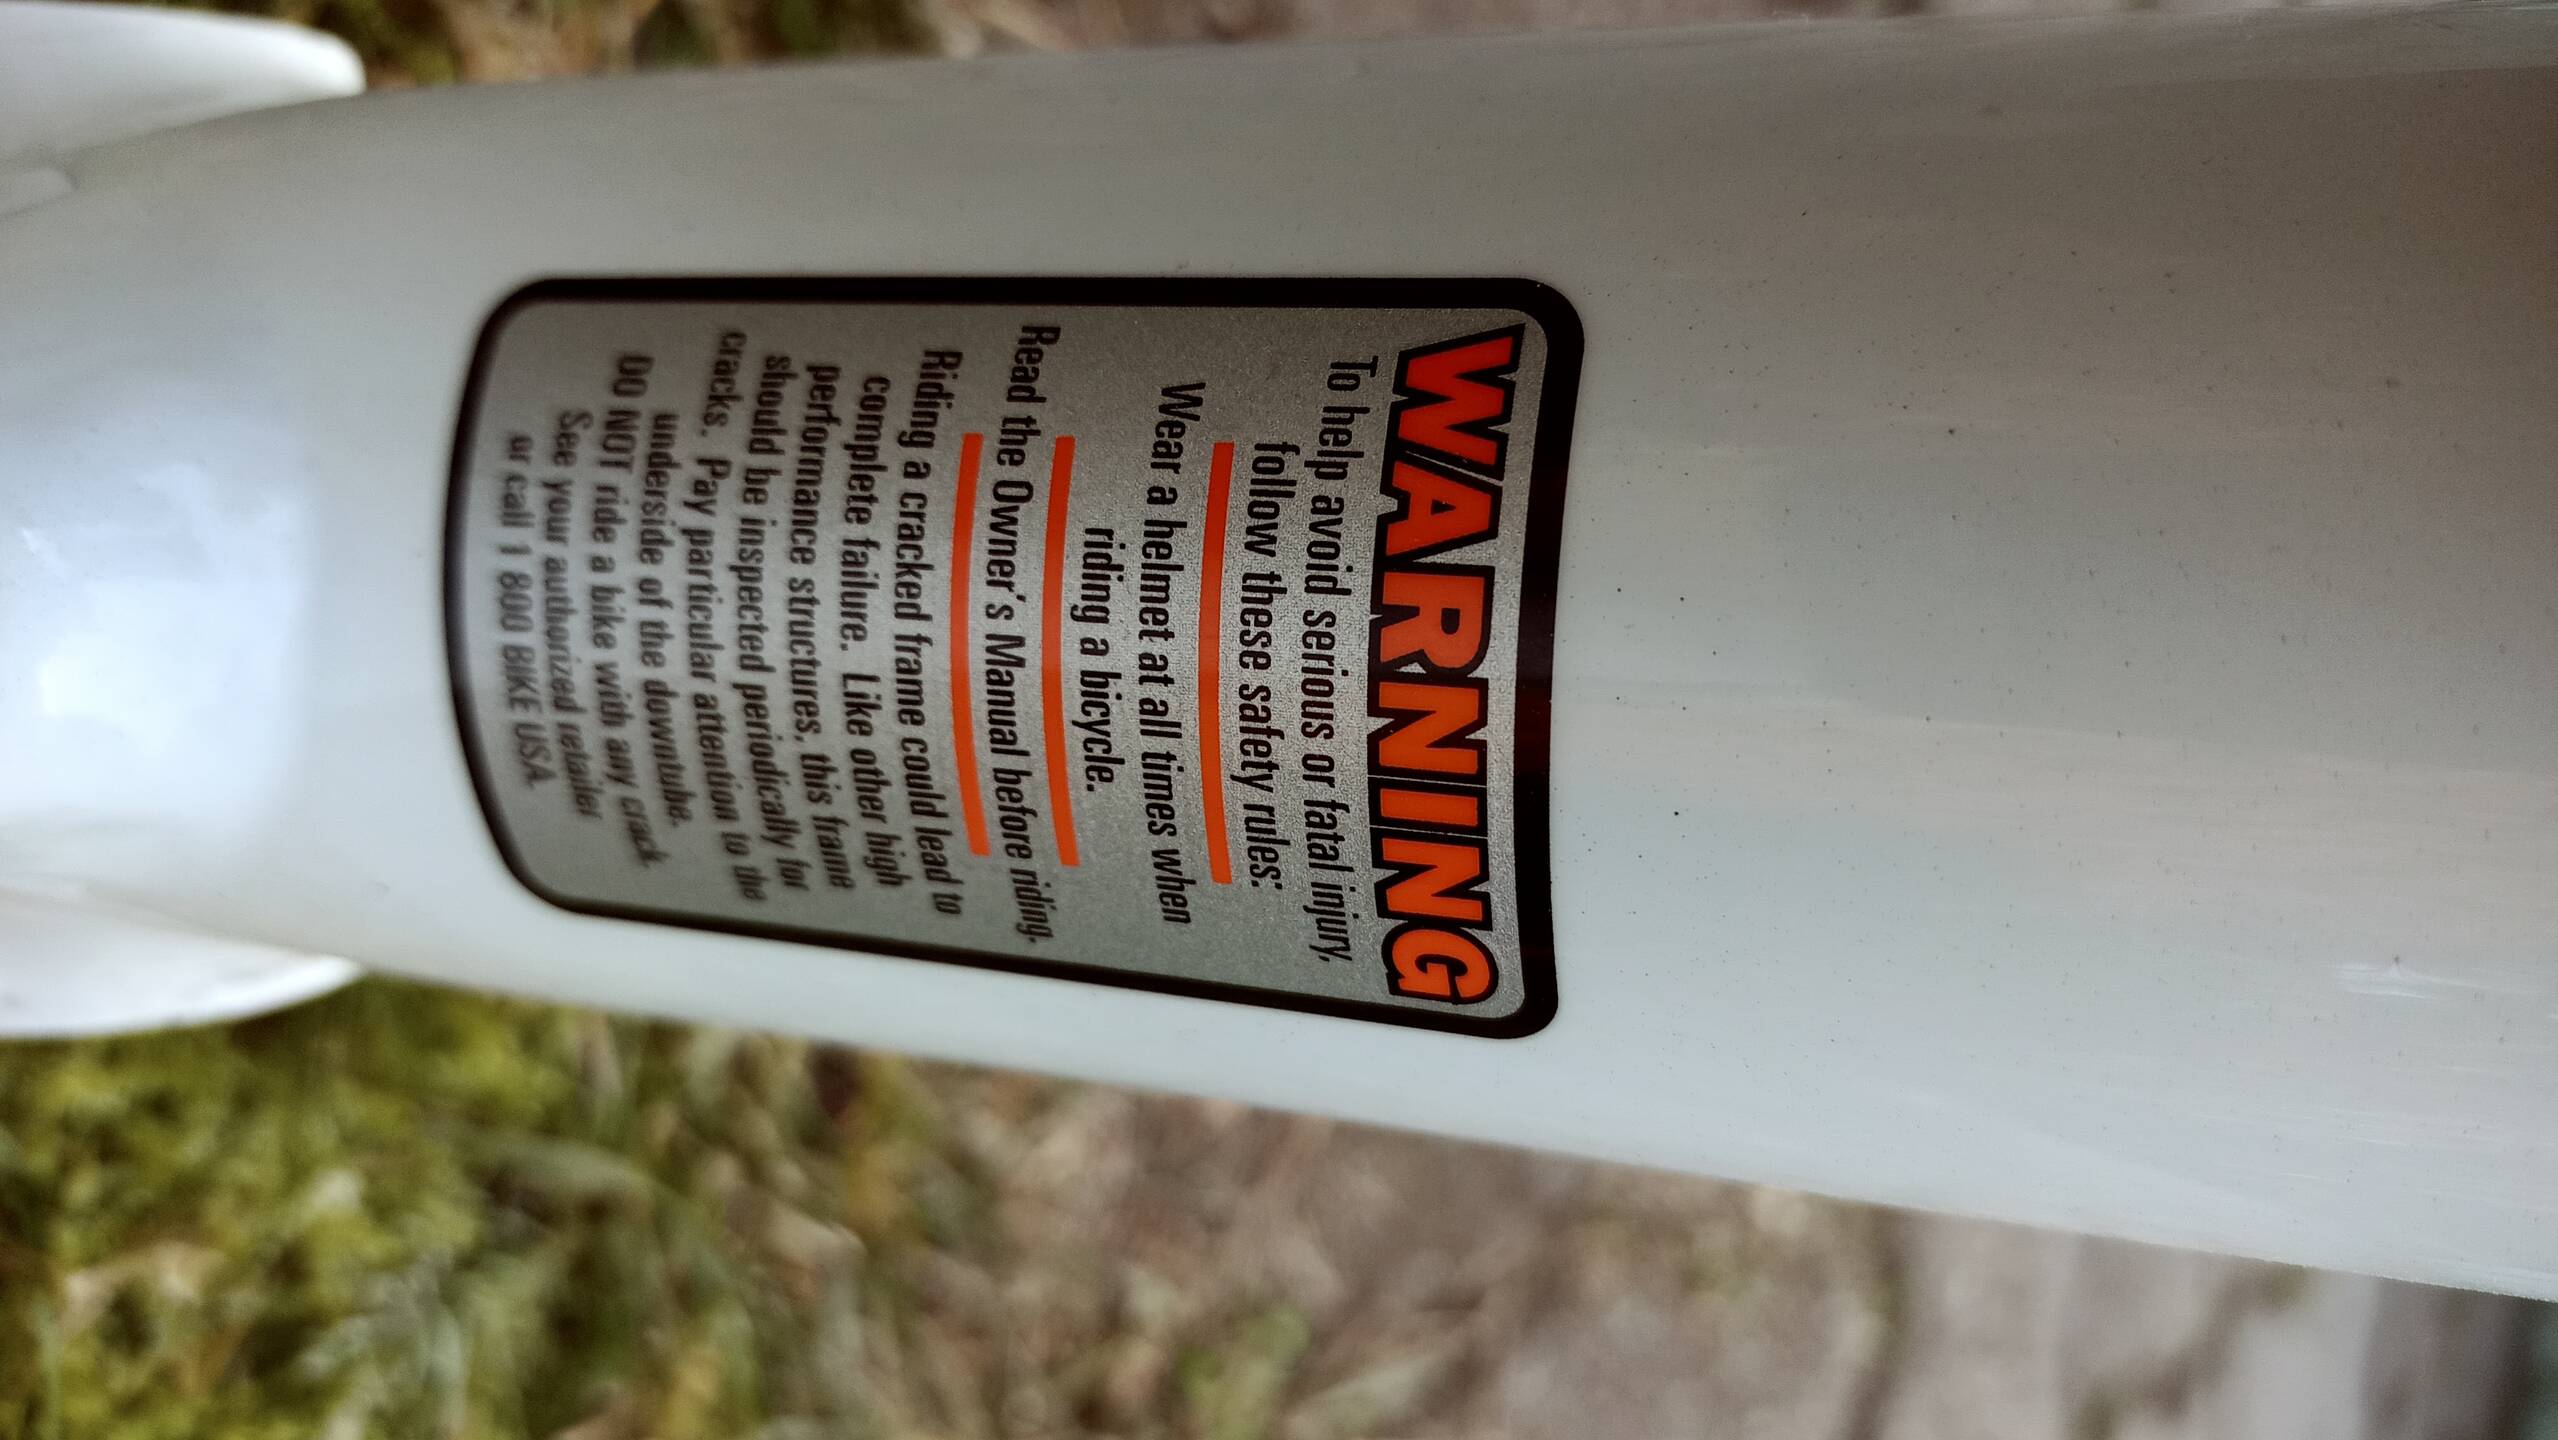 WARNING
To help avoid serious or fatal injury,
follow these safety rules:
Wear a helmet at all times when
riding a bicycle.
Read the Owner's Manual before riding.
Riding a cracked frame could lead to
complete failure. Like other high
performance structures, this frame
should be inspected periodically for
cracks. Pay particular attention to the
underside of the downtube.
DO NOT ride a bike with any crack.
See your authorized retailer
or call 1 800 BIKE USA.